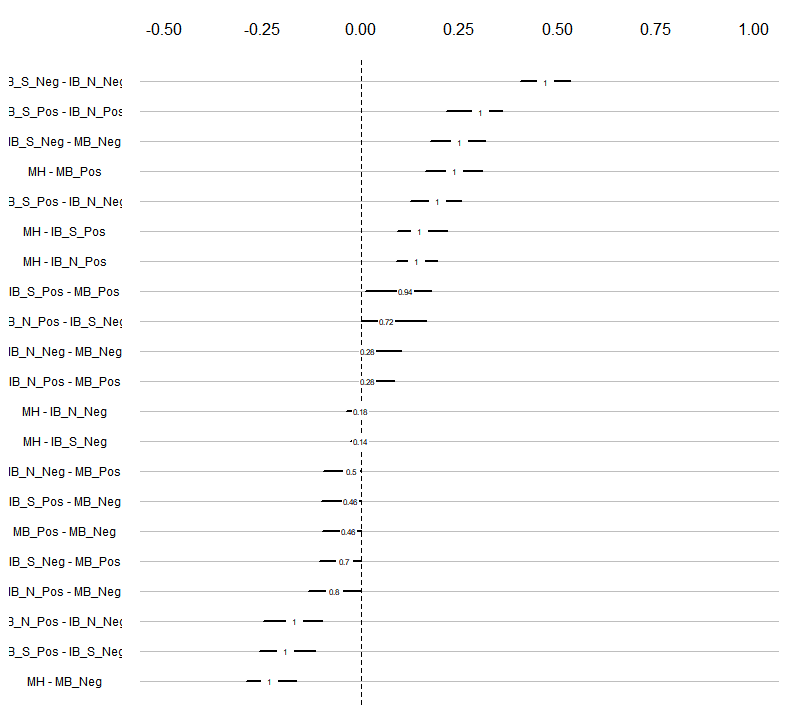 -0.50 -0.25 0.00 0.25 0.50 0.75 1.00
B_S_Neg - IB_N_Neg 1
B_S_Pos - IB_N_Pos 1
IB_S_Neg - MB_Neg 1
MH - MB_Pos 1
B_S_Pos - IB_N_Neg 1
MH - IB_S_Pos 1
MH - IB_N_Pos 1
IB_S_Pos - MB_Pos 0.94
B_N_Pos - IB_S_Neg 0.72
IB_N_Neg - MB_Neg 0.28
IB_N_Pos - MB_Pos 0.28
MH - IB_N_Neg 0.18
MH - IB_S_Neg 0.14
IB_N_Neg - MB_Pos 0.5
IB_S_Pos - MB_Neg 0.46
MB_Pos - MB_Neg 0.46
IB_S_Neg - MB_Pos 0.7
IB_N_Pos - MB_Neg 0.8
B_N_Pos - IB_N_Neg 1
B_S_Pos - IB_S_Neg 1
MH - MB_Neg 1